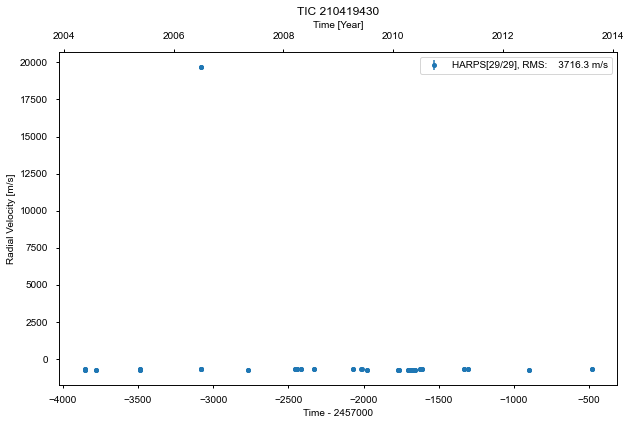 TIC 210419430
Time [Year]
2004 2006 2008 2010 2012 2014
HARPS[29/29], RMS: 3716.3 m/s
20000
17500
15000
12500
10000
7500
5000
2500
0
Radial Velocity [m/s]
−4000 −3500 −3000 −2500 −2000 −1500 −1000 −500
Time - 2457000